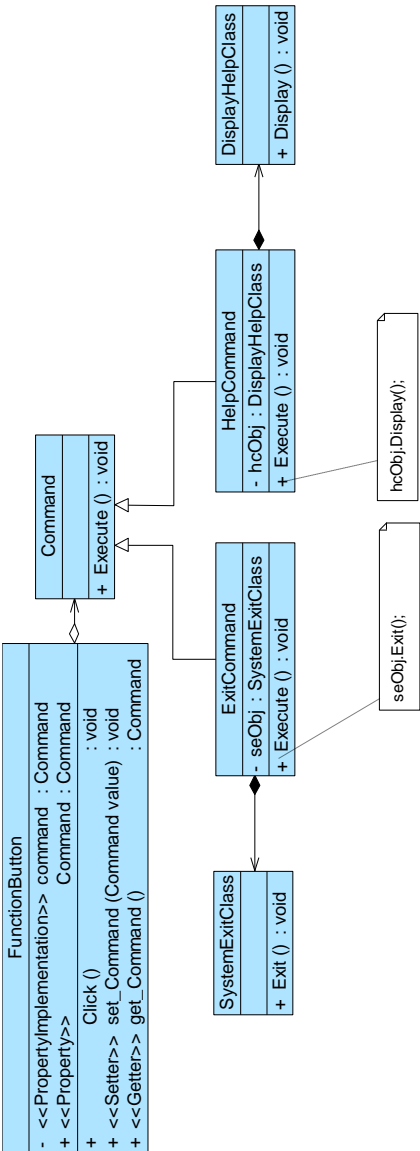 FunctionButton
- <<PropertyImplementation>> command : Command
+ <<Property>> Command : Command
+ Click () : void
+ <<Setter>> set_Command (Command value) : void
+ <<Getter>> get_Command () : Command
Command
+ Execute () : void
SystemExitClass
+ Exit () : void
ExitCommand
- seObj : SystemExitClass
+ Execute () : void
HelpCommand
- hcObj : DisplayHelpClass
+ Execute () : void
DisplayHelpClass
+ Display () : void
seObj.Exit();
hcObj.Display();